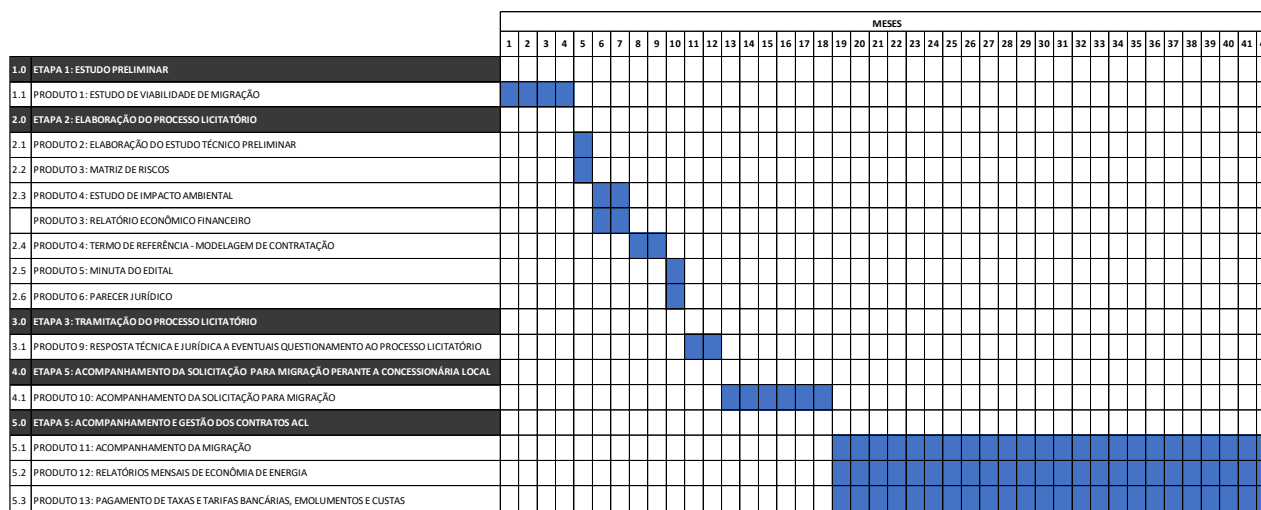 MESES
1 2 3 4 5 6 7 8 9 10 11 12 13 14 15 16 17 18 19 20 21 22 23 24 25 26 27 28 29 30 31 32 33 34 35 36 37 38 39 40 41
1.0 ETAPA 1: ESTUDO PRELIMINAR
1.1 PRODUTO 1: ESTUDO DE VIABILIDADE DE MIGRAÇÃO
2.0 ETAPA 2: ELABORAÇÃO DO PROCESSO LICITATÓRIO
2.1 PRODUTO 2: ELABORAÇÃO DO ESTUDO TÉCNICO PRELIMINAR
2.2 PRODUTO 3: MATRIZ DE RISCOS
2.3 PRODUTO 4: ESTUDO DE IMPACTO AMBIENTAL
PRODUTO 3: RELATÓRIO ECONÔMICO FINANCEIRO
2.4 PRODUTO 4: TERMO DE REFERÊNCIA - MODELAGEM DE CONTRATAÇÃO
2.5 PRODUTO 5: MINUTA DO EDITAL
2.6 PRODUTO 6: PARECER JURÍDICO
3.0 ETAPA 3: TRAMITAÇÃO DO PROCESSO LICITATÓRIO
3.1 PRODUTO 9: RESPOSTA TÉCNICA E JURÍDICA A EVENTUAIS QUESTIONAMENTO AO PROCESSO LICITATÓRIO
4.0 ETAPA 5: ACOMPANHAMENTO DA SOLICITAÇÃO PARA MIGRAÇÃO PERANTE A CONCESSIONÁRIA LOCAL
4.1 PRODUTO 10: ACOMPANHAMENTO DA SOLICITAÇÃO PARA MIGRAÇÃO
5.0 ETAPA 5: ACOMPANHAMENTO E GESTÃO DOS CONTRATOS ACL
5.1 PRODUTO 11: ACOMPANHAMENTO DA MIGRAÇÃO
5.2 PRODUTO 12: RELATÓRIOS MENSAIS DE ECONÔMIA DE ENERGIA
5.3 PRODUTO 13: PAGAMENTO DE TAXAS E TARIFAS BANCÁRIAS, EMOLUMENTOS E CUSTAS